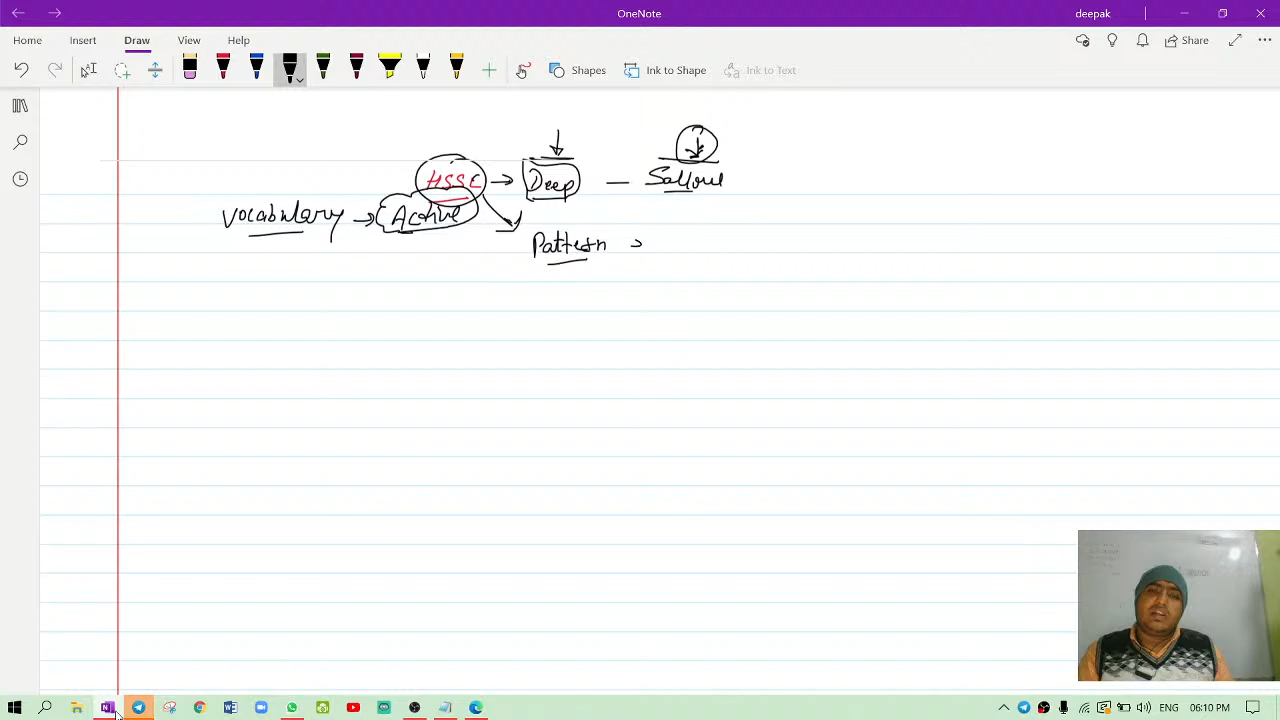 OneNote
deepak
Home Insert Draw View Help
Share
Shapes Ink to Shape Ink to Text
HSSC → Deep — Sallow
Vocabulary → Active
Pattern →
ENG 06:10 PM